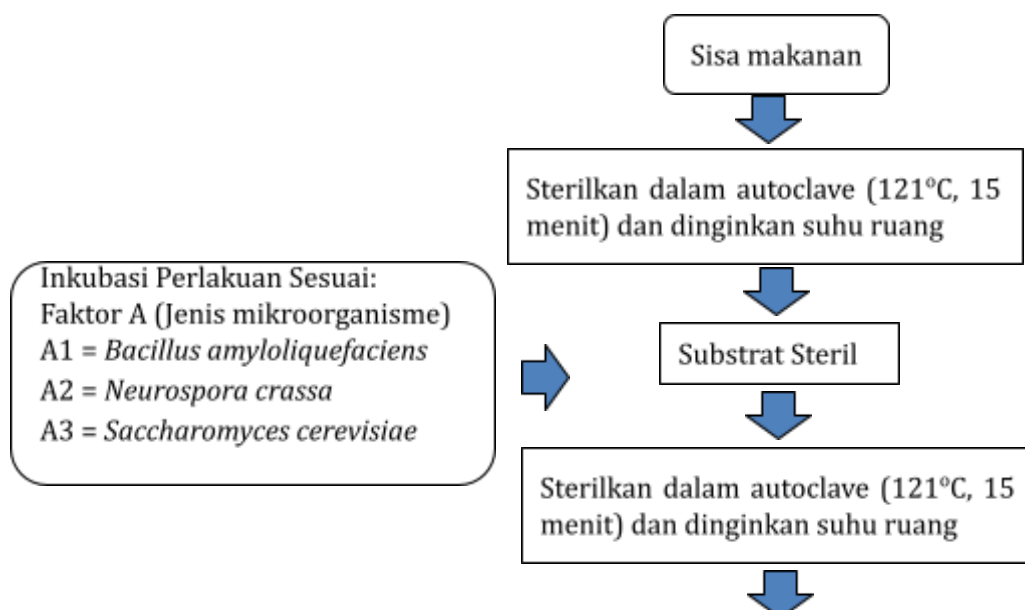 Sisa makanan
Sterilkan dalam autoclave (121°C, 15
menit) dan dinginkan suhu ruang
Inkubasi Perlakuan Sesuai:
Faktor A (Jenis mikroorganisme)
A1 = Bacillus amyloliquefaciens
A2 = Neurospora crassa
A3 = Saccharomyces cerevisiae
Substrat Steril
Sterilkan dalam autoclave (121°C, 15
menit) dan dinginkan suhu ruang